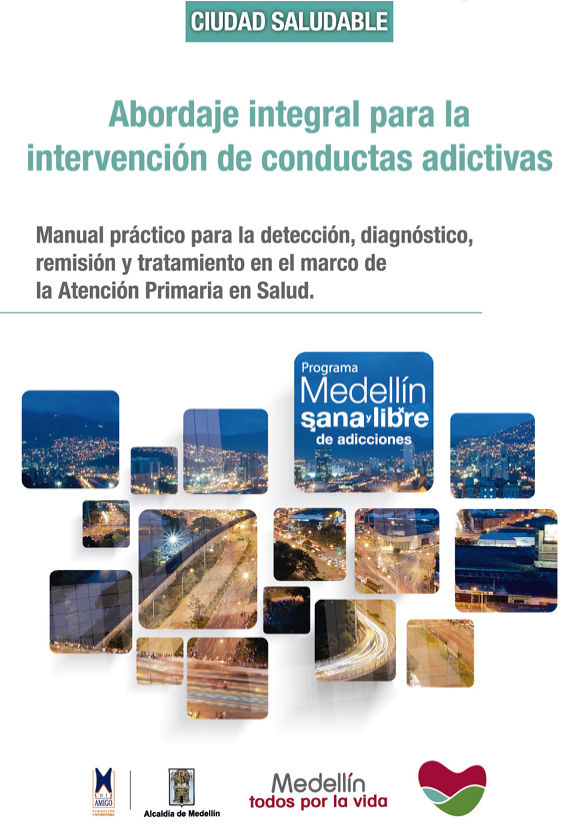 CIUDAD SALUDABLE
Abordaje integral para la
intervención de conductas adictivas
Manual práctico para la detección, diagnóstico,
remisión y tratamiento en el marco de
la Atención Primaria en Salud.
Programa
Medellín
sana y libre
de adicciones
LUIS
AMIGÓ
FUNDACIÓN
UNIVERSITARIA
Alcaldía de Medellín
Medellín
todos por la vida